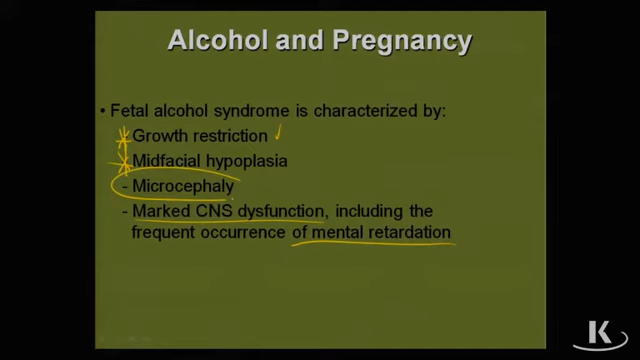 Alcohol and Pregnancy
• Fetal alcohol syndrome is characterized by:
Growth restriction
Midfacial hypoplasia
- Microcephaly
- Marked CNS dysfunction, including the
frequent occurrence of mental retardation
K